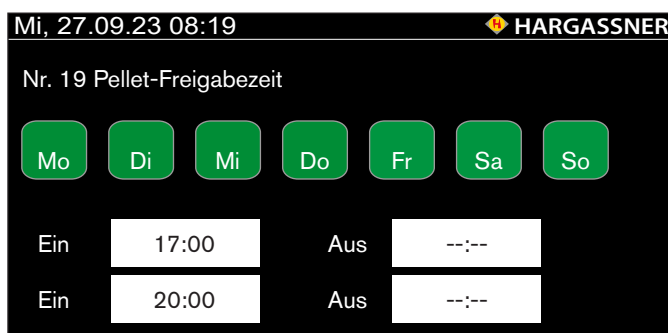 Mi, 27.09.23 08:19 H HARGASSNER
Nr. 19 Pellet-Freigabezeit
Mo Di Mi Do Fr Sa So
Ein 17:00 Aus --:--
Ein 20:00 Aus --:--